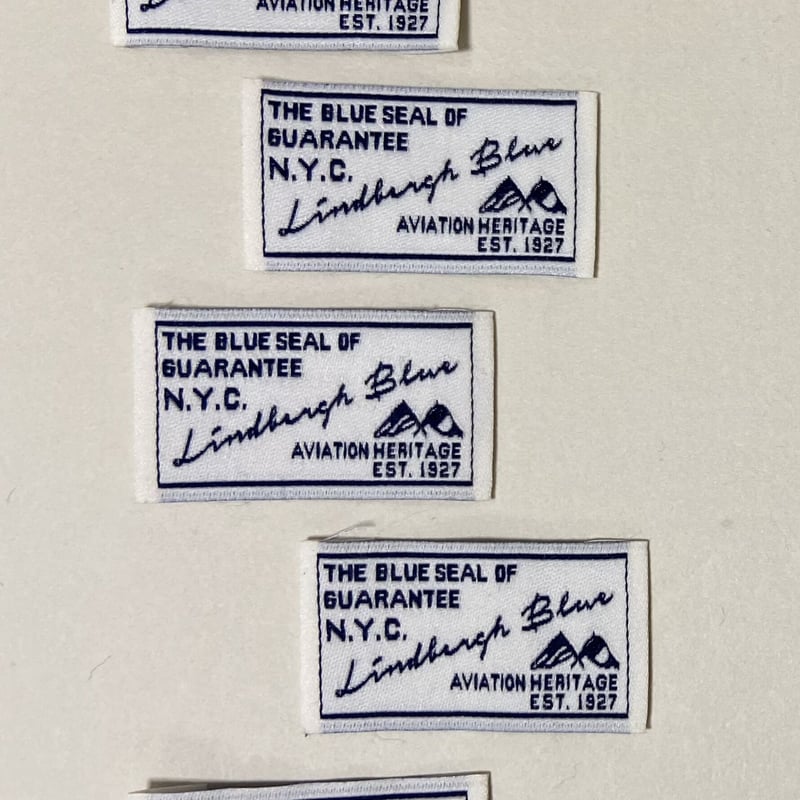 AVIATION HERITAGE
EST. 1927
THE BLUE SEAL OF
GUARANTEE
N.Y.C.
Lindbergh Blue
AVIATION HERITAGE
EST. 1927
THE BLUE SEAL OF
GUARANTEE
N.Y.C.
Lindbergh Blue
AVIATION HERITAGE
EST. 1927
THE BLUE SEAL OF
GUARANTEE
N.Y.C.
Lindbergh Blue
AVIATION HERITAGE
EST. 1927